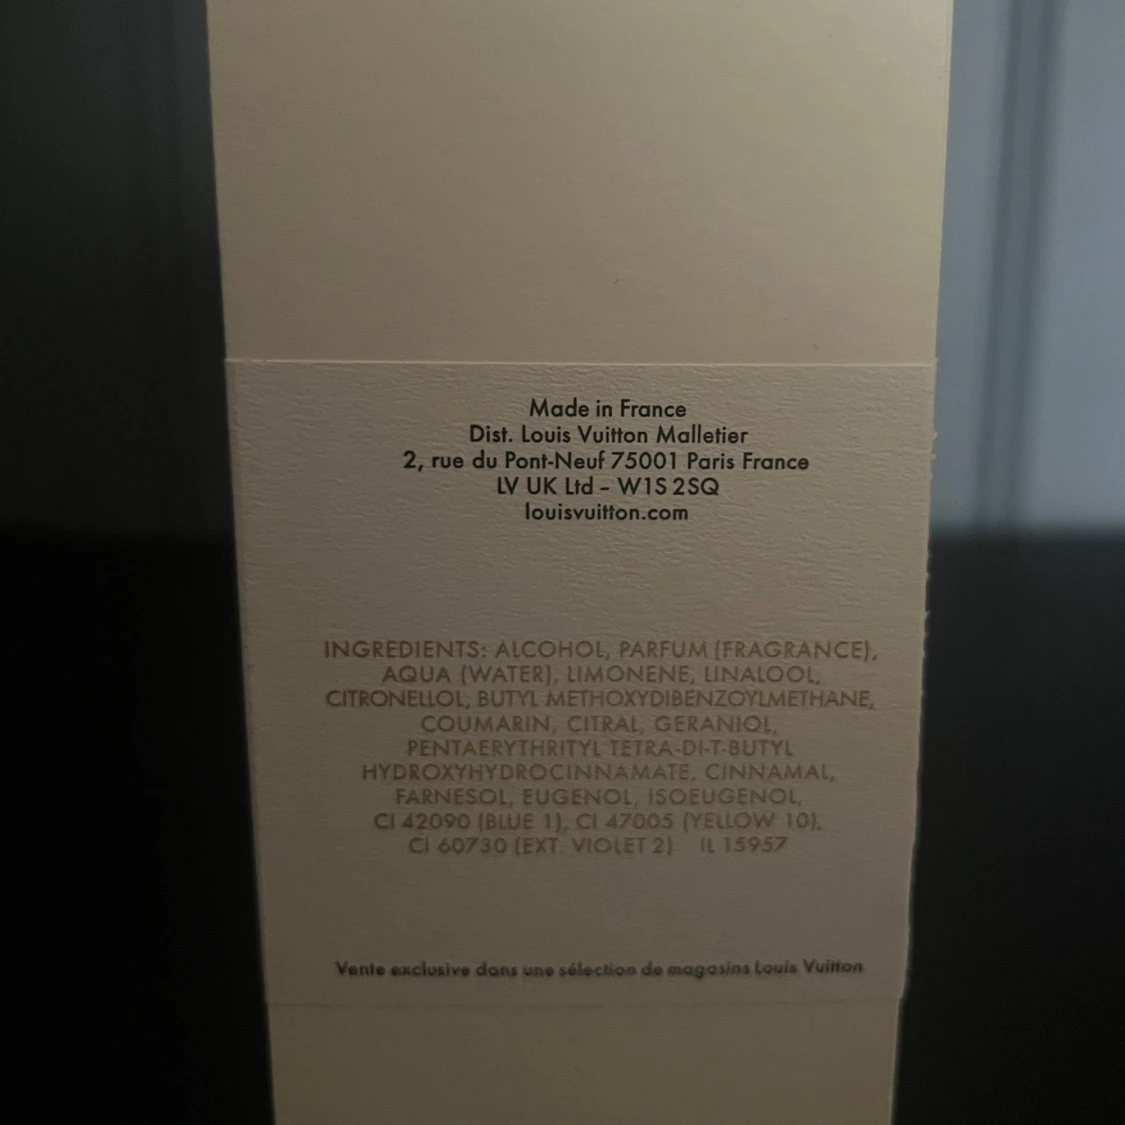 Made in France
Dist. Louis Vuitton Malletier
2, rue du Pont-Neuf 75001 Paris France
LV UK Ltd – W1S 2SQ
louisvuitton.com
INGREDIENTS: ALCOHOL, PARFUM (FRAGRANCE),
AQUA (WATER), LIMONENE, LINALOOL,
CITRONELLOL, BUTYL METHOXYDIBENZOYLMETHANE,
COUMARIN, CITRAL, GERANIOL,
PENTAERYTHRITYL TETRA-DI-T-BUTYL
HYDROXYHYDROCINNAMATE, CINNAMAL,
FARNESOL, EUGENOL, ISOEUGENOL,
CI 42090 (BLUE 1), CI 47005 (YELLOW 10),
CI 60730 (EXT. VIOLET 2) IL 15957
Vente exclusive dans une sélection de magasins Louis Vuitton